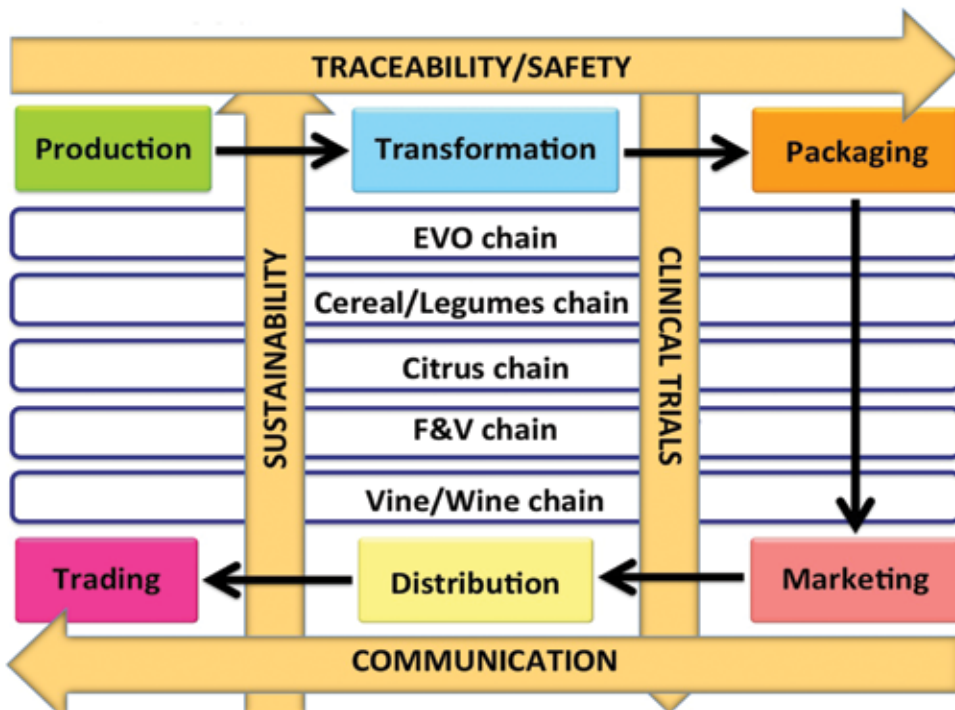 TRACEABILITY/SAFETY
Production
Transformation
Packaging
EVO chain
Cereal/Legumes chain
Citrus chain
F&V chain
Vine/Wine chain
SUSTAINABILITY
CLINICAL TRIALS
Trading
Distribution
Marketing
COMMUNICATION